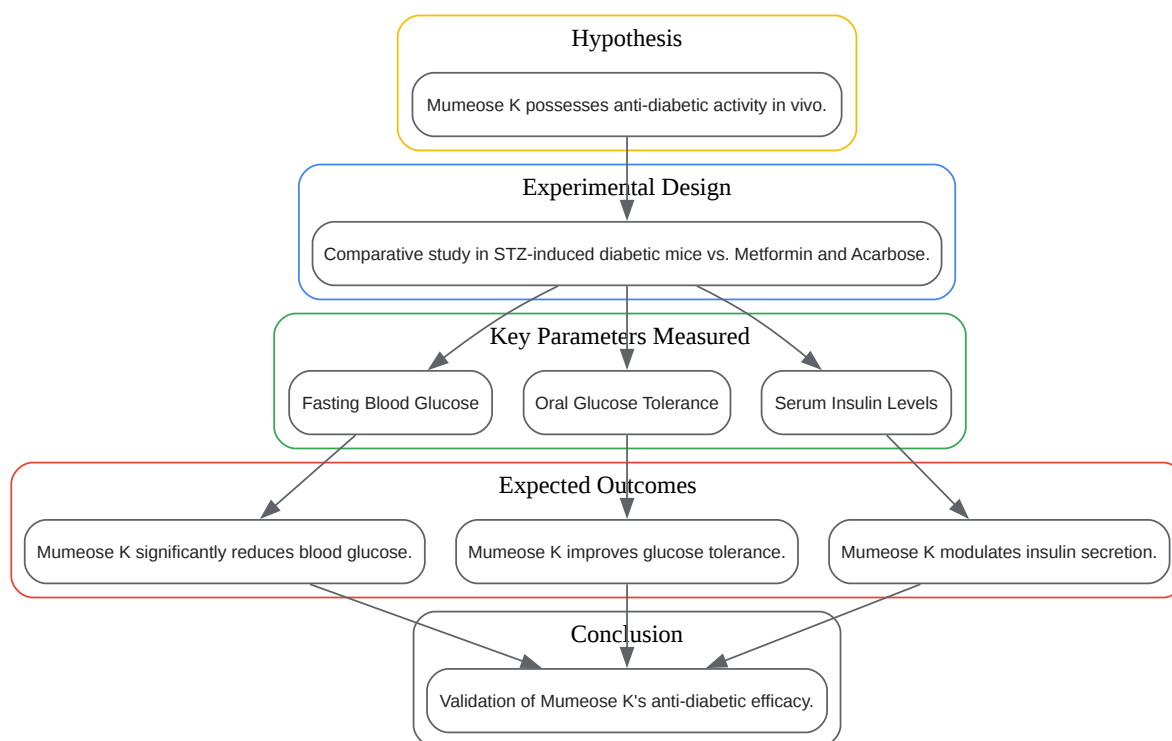 Hypothesis
Mumeose K possesses anti-diabetic activity in vivo.
Experimental Design
Comparative study in STZ-induced diabetic mice vs. Metformin and Acarbose.
Key Parameters Measured
Fasting Blood Glucose
Oral Glucose Tolerance
Serum Insulin Levels
Expected Outcomes
Mumeose K significantly reduces blood glucose.
Mumeose K improves glucose tolerance.
Mumeose K modulates insulin secretion.
Conclusion
Validation of Mumeose K's anti-diabetic efficacy.